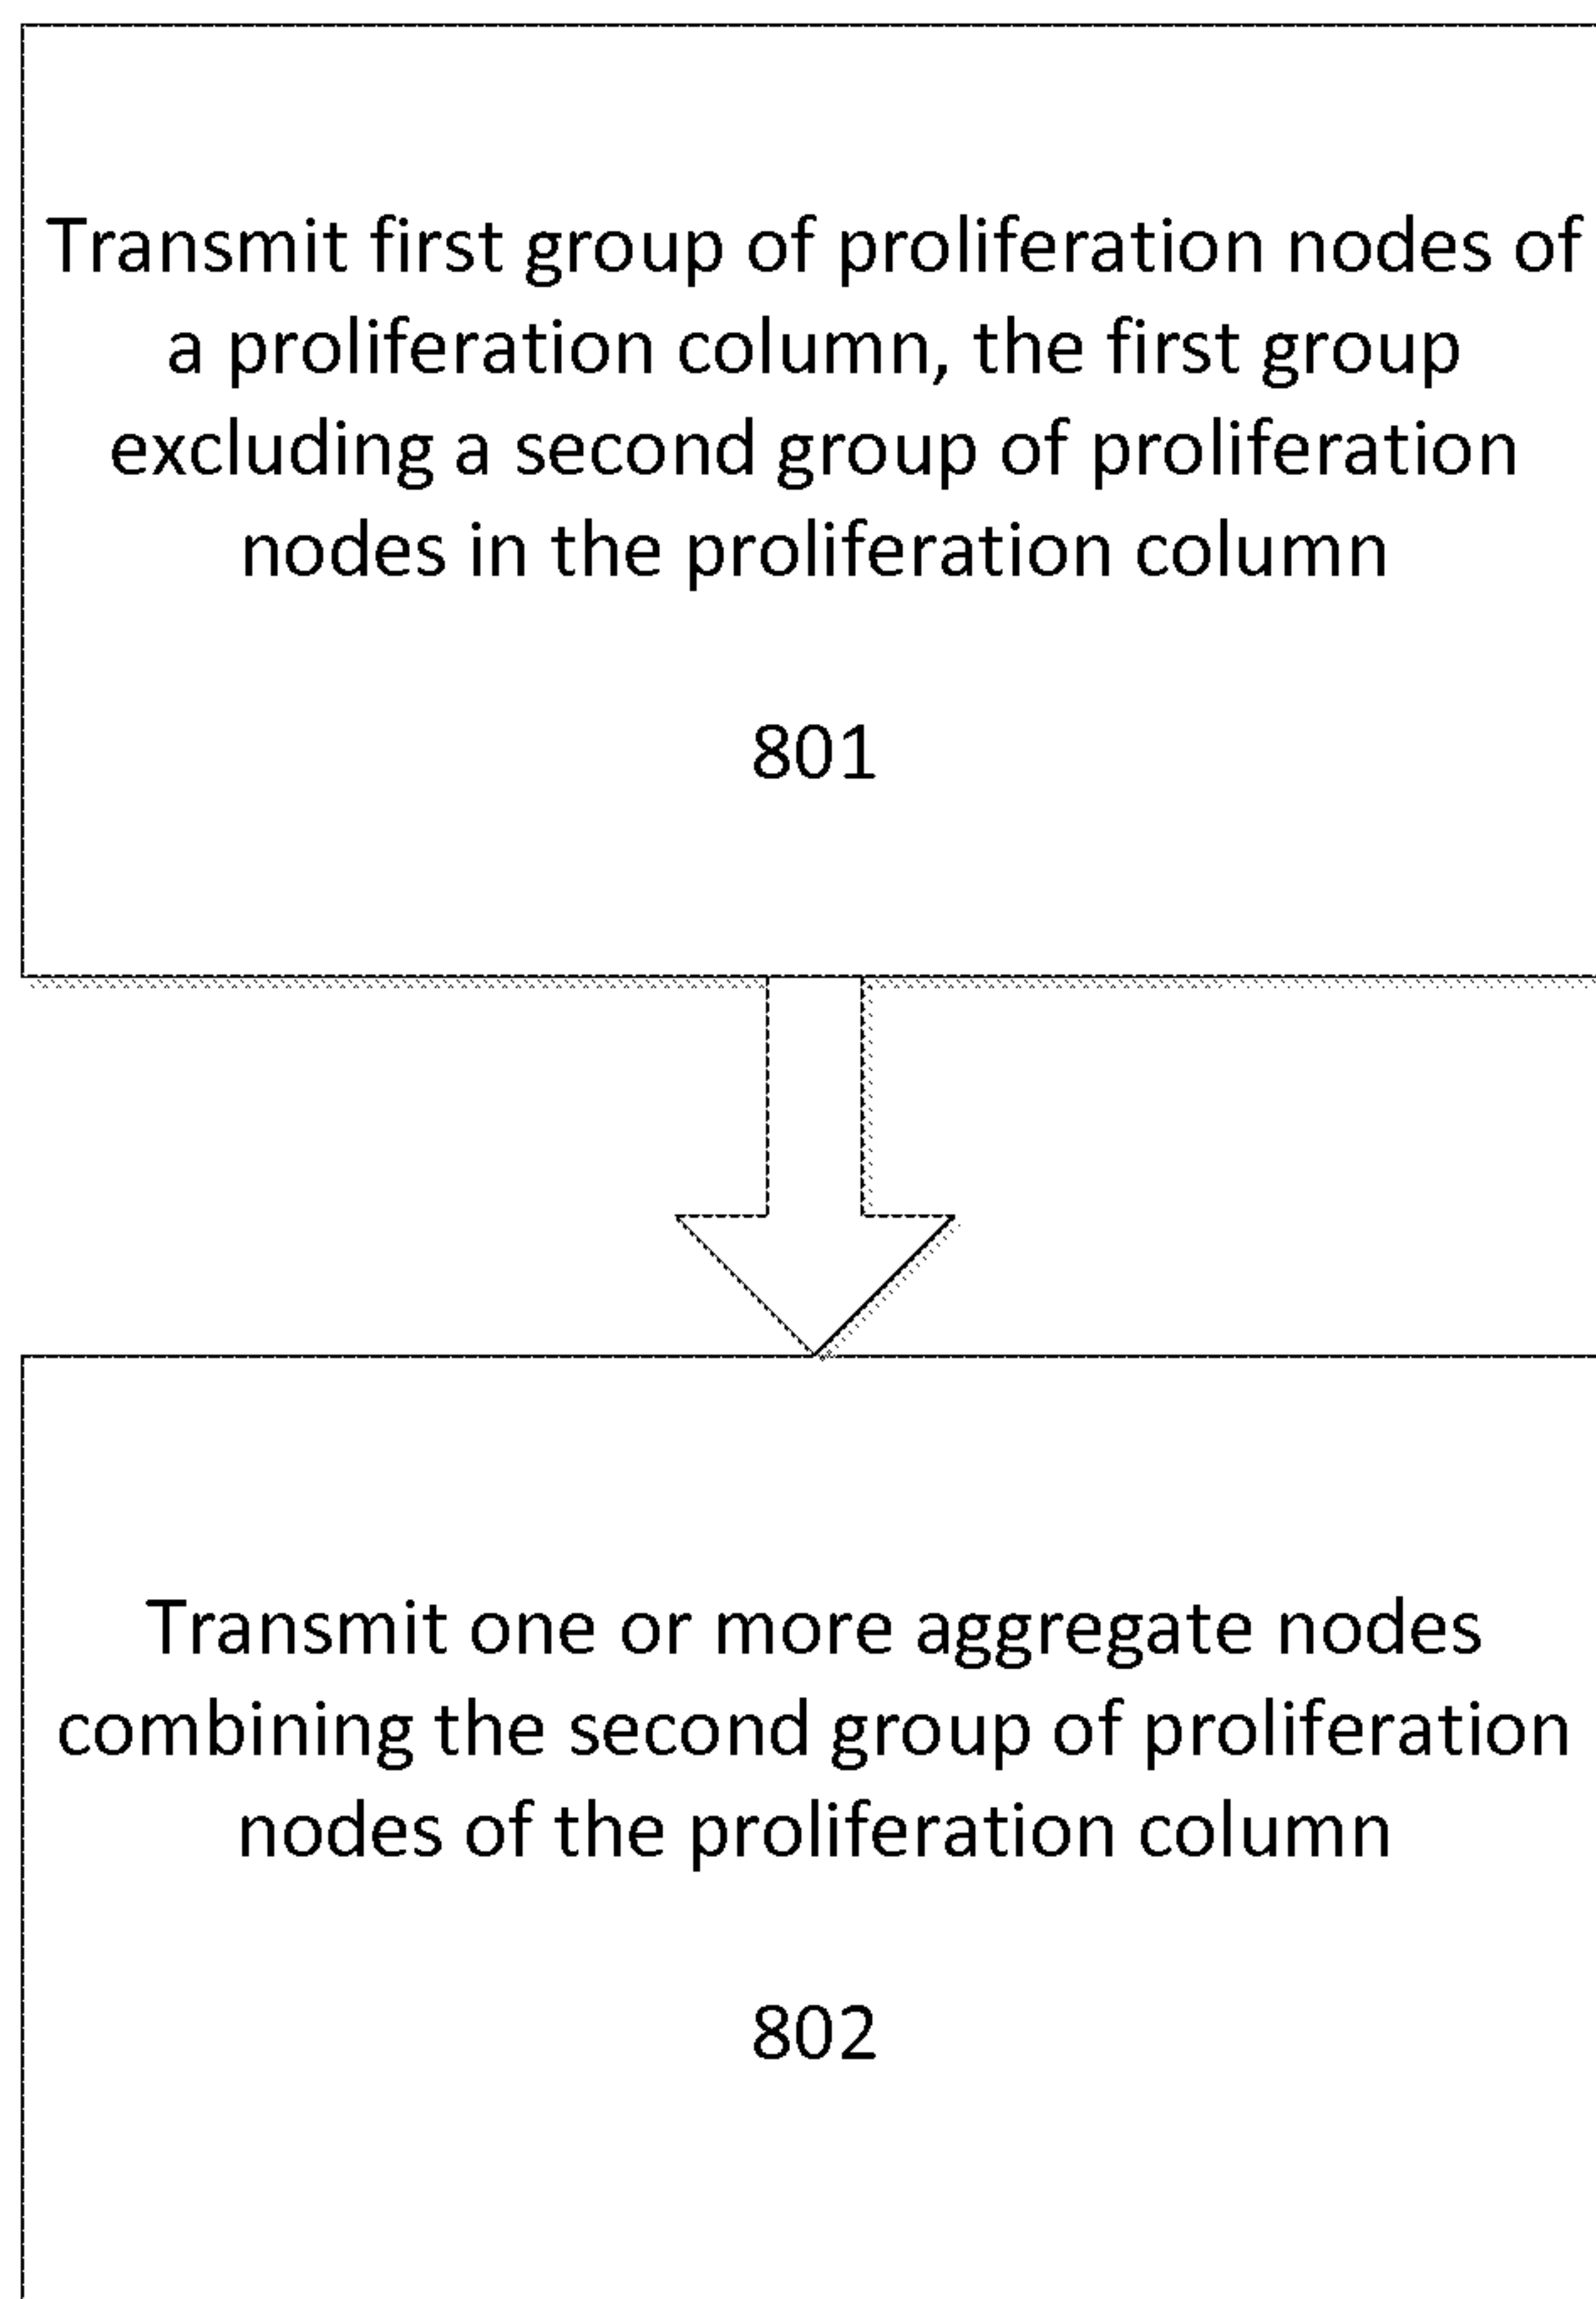 Transmit first group of proliferation nodes of
a proliferation column, the first group
excluding a second group of proliferation
nodes in the proliferation column
801
Transmit one or more aggregate nodes
combining the second group of proliferation
nodes of the proliferation column
802